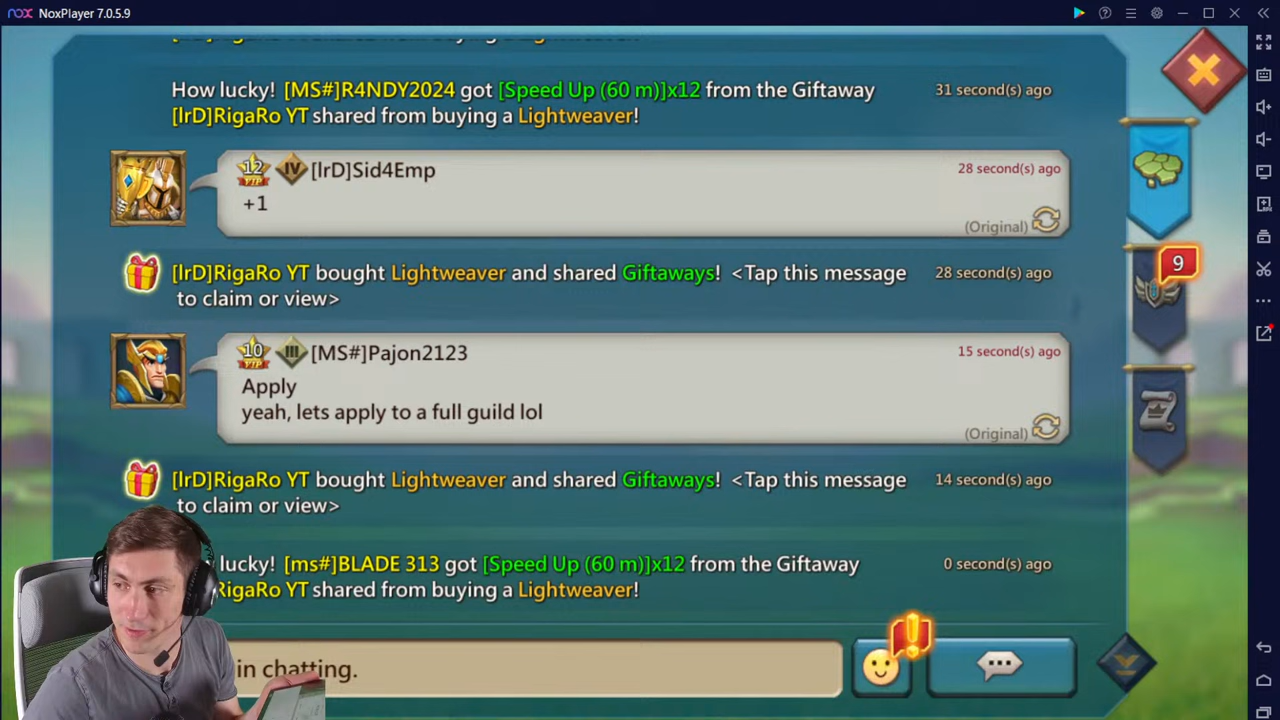 nox NoxPlayer 7.0.5.9
How lucky! [MS#]R4NDY2024 got [Speed Up (60 m)]x12 from the Giftaway 31 second(s) ago
[lrD]RigaRo YT shared from buying a Lightweaver!
12 VIP IV [lrD]Sid4Emp 28 second(s) ago
+1
(Original)
[lrD]RigaRo YT bought Lightweaver and shared Giftaways! <Tap this message 28 second(s) ago
to claim or view>
9
10 VIP III [MS#]Pajon2123 15 second(s) ago
Apply
yeah, lets apply to a full guild lol
(Original)
[lrD]RigaRo YT bought Lightweaver and shared Giftaways! <Tap this message 14 second(s) ago
to claim or view>
lucky! [ms#]BLADE 313 got [Speed Up (60 m)]x12 from the Giftaway 0 second(s) ago
RigaRo YT shared from buying a Lightweaver!
in chatting.